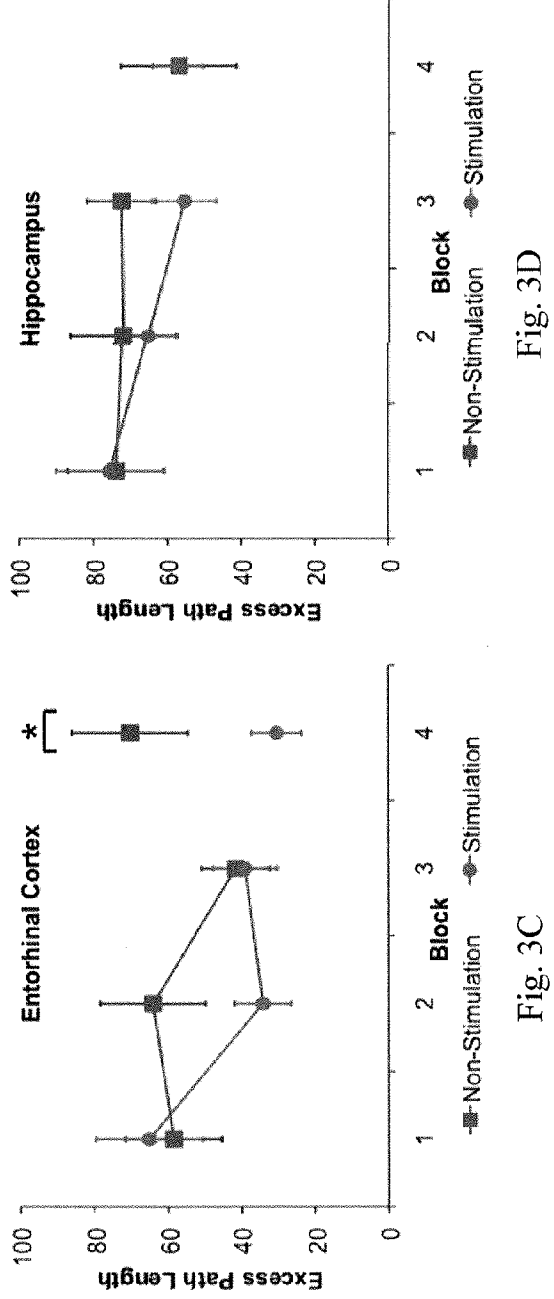 Entorhinal Cortex
*
100
80
60
40
20
0
Excess Path Length
1 2 3 4
Block
Non-Stimulation Stimulation
Fig. 3C
Hippocampus
100
80
60
40
20
0
Excess Path Length
1 2 3 4
Block
Non-Stimulation Stimulation
Fig. 3D